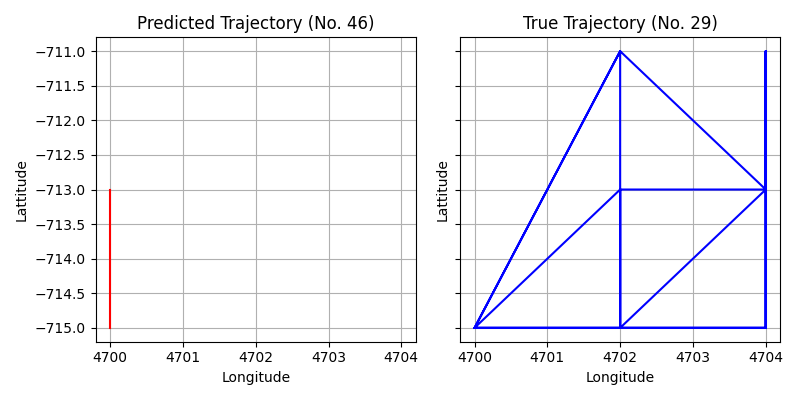 Predicted Trajectory (No. 46)
True Trajectory (No. 29)
−711.0
−711.5
−712.0
−712.5
−713.0
−713.5
−714.0
−714.5
−715.0
Lattitude
Lattitude
4700 4701 4702 4703 4704
4700 4701 4702 4703 4704
Longitude
Longitude